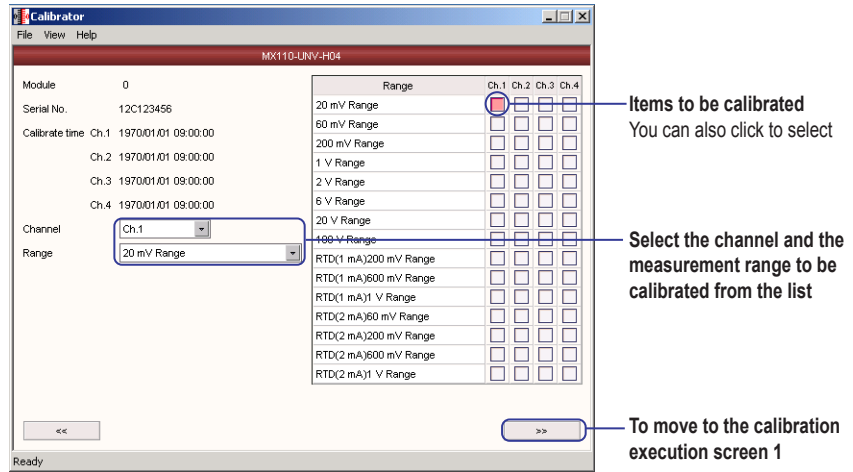 Calibrator
File View Help
MX110-UNV-H04
Module 0
Serial No. 12C123456
Calibrate time Ch.1 1970/01/01 09:00:00
Ch.2 1970/01/01 09:00:00
Ch.3 1970/01/01 09:00:00
Ch.4 1970/01/01 09:00:00
Channel Ch.1
Range 20 mV Range
Range Ch.1 Ch.2 Ch.3 Ch.4
20 mV Range
60 mV Range
200 mV Range
1 V Range
2 V Range
6 V Range
20 V Range
100 V Range
RTD(1 mA)200 mV Range
RTD(1 mA)600 mV Range
RTD(1 mA)1 V Range
RTD(2 mA)60 mV Range
RTD(2 mA)200 mV Range
RTD(2 mA)600 mV Range
RTD(2 mA)1 V Range
<<
>>
Ready
Items to be calibrated
You can also click to select
Select the channel and the
measurement range to be
calibrated from the list
To move to the calibration
execution screen 1